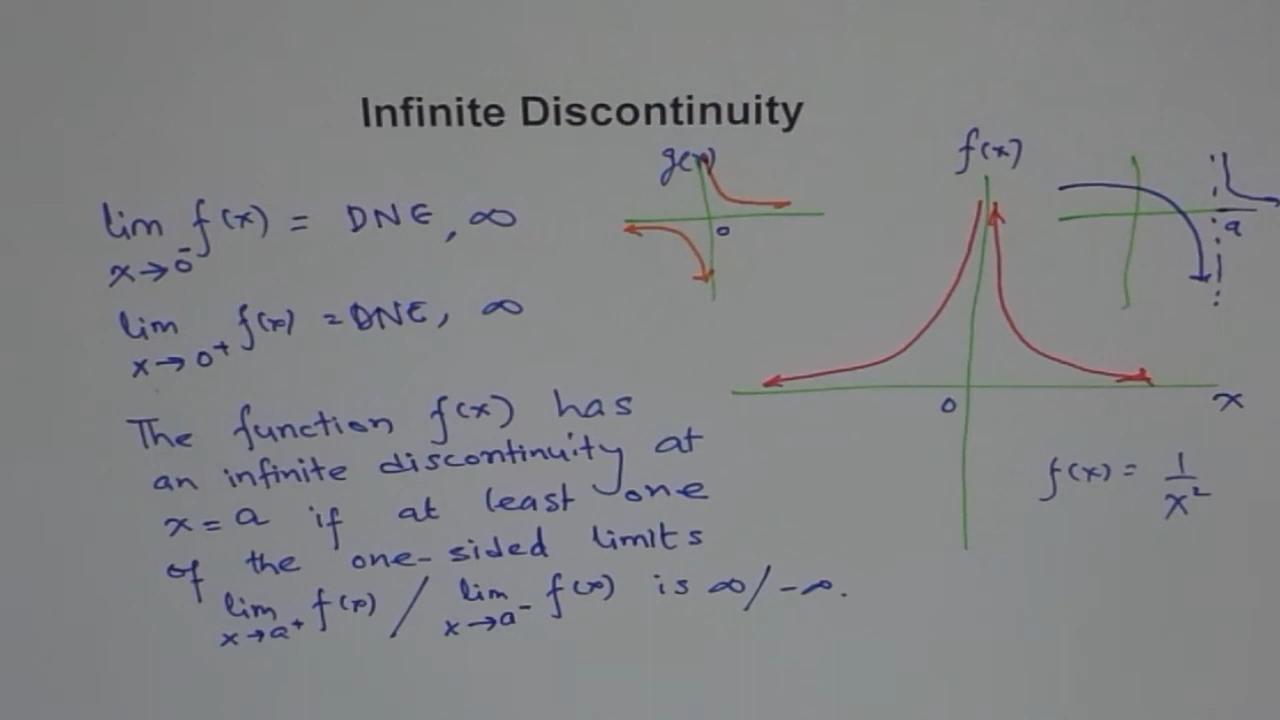 Infinite Discontinuity
lim f(x) = DNE, ∞
x→0⁻
lim f(x) = DNE, ∞
x→0⁺
The function f(x) has
an infinite discontinuity at
x = a if at least one
of the one-sided limits
lim f(x) / lim f(x) is ∞/-∞.
x→a⁺ x→a⁻
g(x)
0
f(x)
0
x
a
f(x) = 1/x²